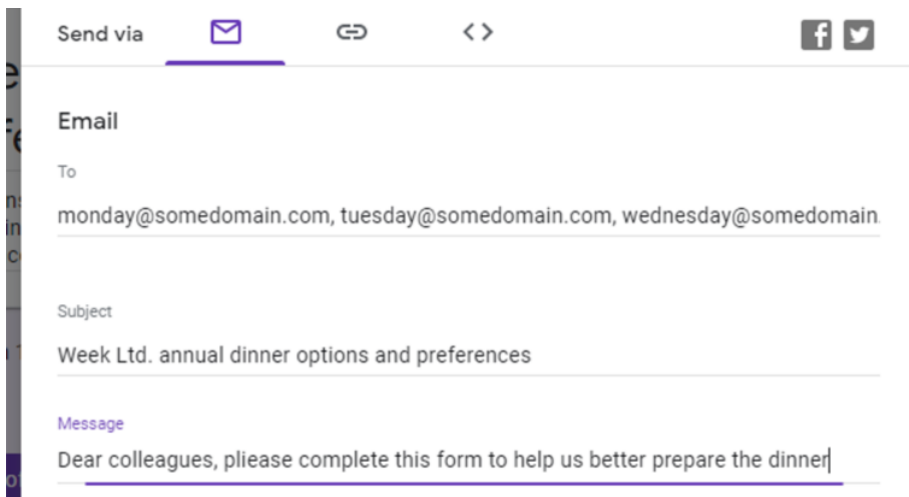 Send via
Email
To
monday@somedomain.com, tuesday@somedomain.com, wednesday@somedomain.
Subject
Week Ltd. annual dinner options and preferences
Message
Dear colleagues, pliease complete this form to help us better prepare the dinner